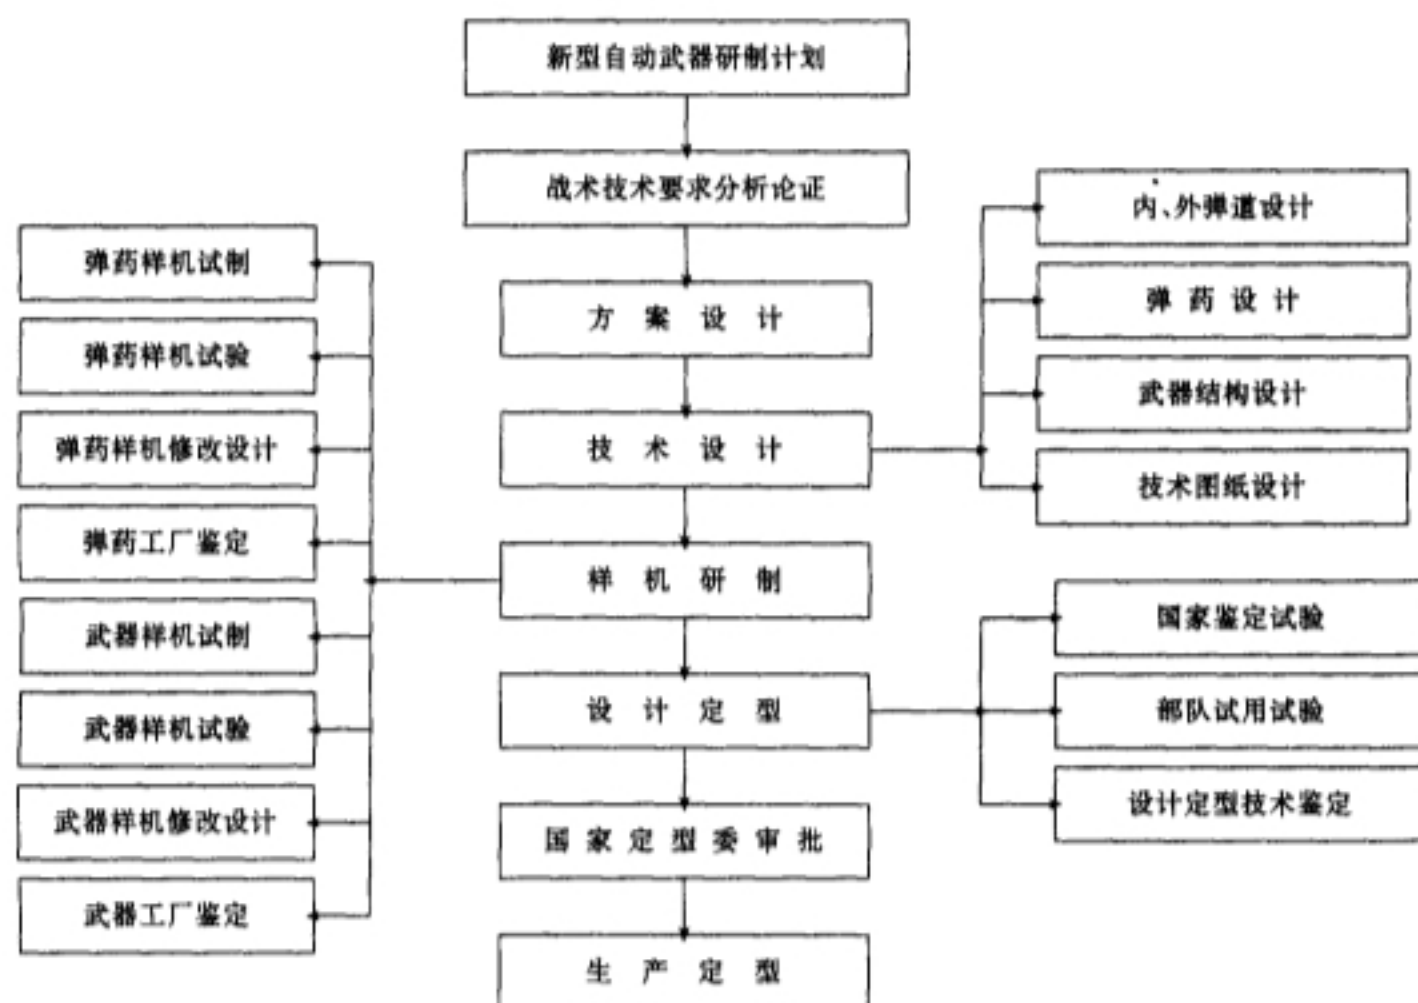 新型自动武器研制计划
战术技术要求分析论证
方案设计
技术设计
样机研制
设计定型
国家定型委审批
生产定型
内、外弹道设计
弹药设计
武器结构设计
技术图纸设计
国家鉴定试验
部队试用试验
设计定型技术鉴定
弹药样机试制
弹药样机试验
弹药样机修改设计
弹药工厂鉴定
武器样机试制
武器样机试验
武器样机修改设计
武器工厂鉴定